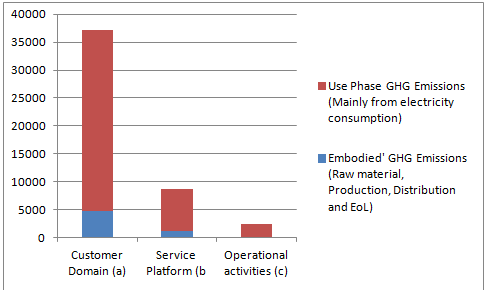 40000
35000
30000
25000
20000
15000
10000
5000
0
Customer
Domain (a)
Service
Platform (b
Operational
activities (c)
Use Phase GHG Emissions
(Mainly from electricity
consumption)
Embodied' GHG Emissions
(Raw material,
Production, Distribution
and EoL)